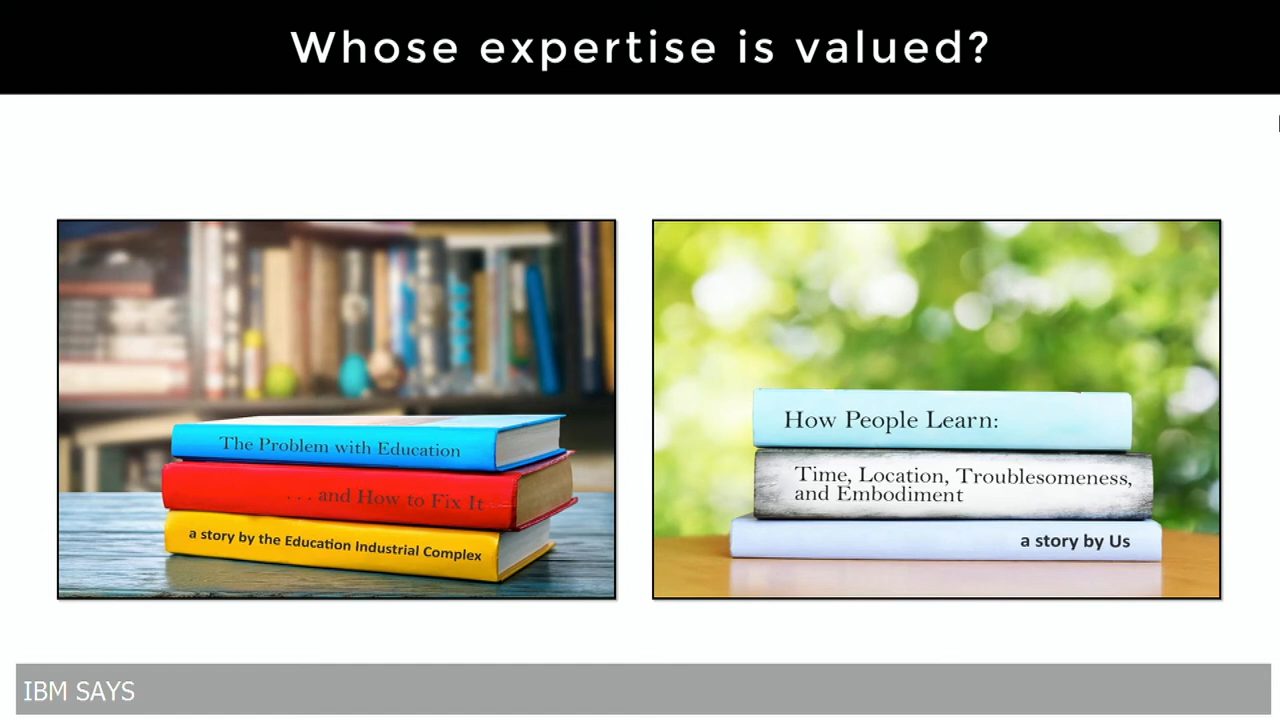 Whose expertise is valued?
The Problem with Education
. . . and How to Fix It
a story by the Education Industrial Complex
How People Learn:
Time, Location, Troublesomeness,
and Embodiment
a story by Us
IBM SAYS